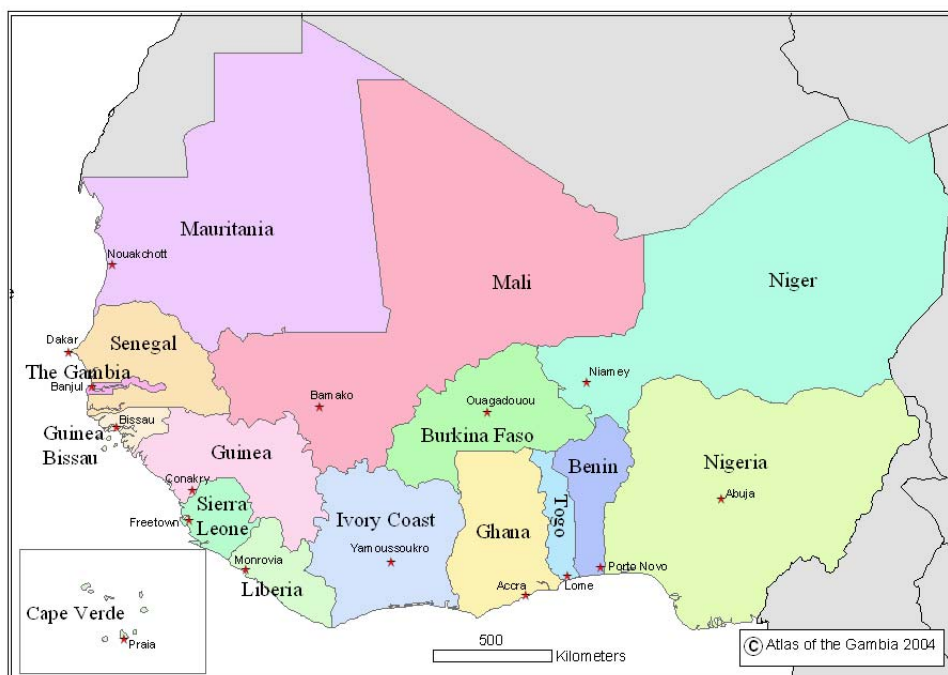 Mauritania
Nouakchott
Mali
Niger
Dakar
Senegal
The Gambia
Banjul
Bamako
Niamey
Ouagadouou
Burkina Faso
Bissau
Guinea
Bissau
Guinea
Benin
Nigeria
Abuja
Conakry
Sierra
Leone
Freetown
Ivory Coast
Yamoussoukro
Ghana
Togo
Monrovia
Liberia
Accra
Lome
Porte Novo
Cape Verde
Praia
500
Kilometers
© Atlas of the Gambia 2004